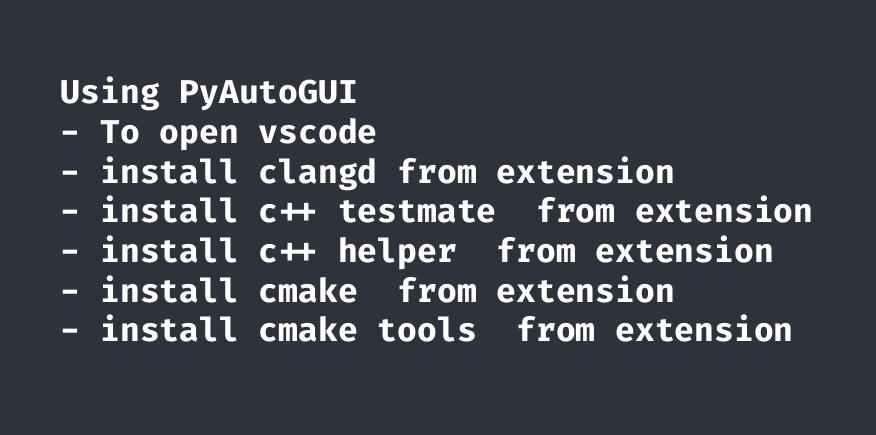 Using PyAutoGUI
- To open vscode
- install clangd from extension
- install c++ testmate  from extension
- install c++ helper  from extension
- install cmake  from extension
- install cmake tools  from extension